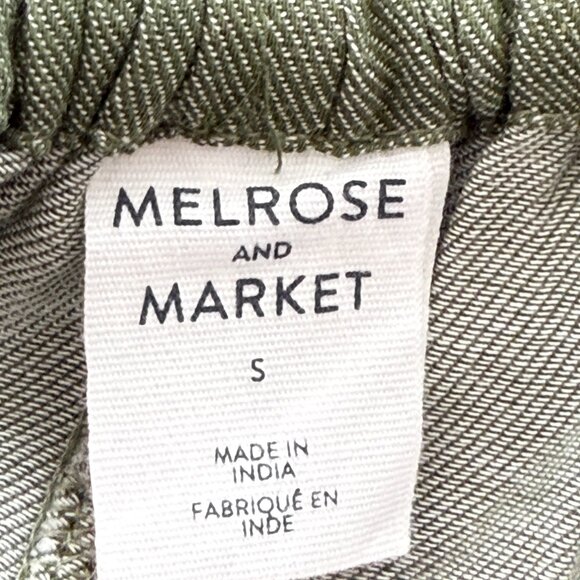 MELROSE
AND
MARKET
S
MADE IN
INDIA
FABRIQUÉ EN
INDE